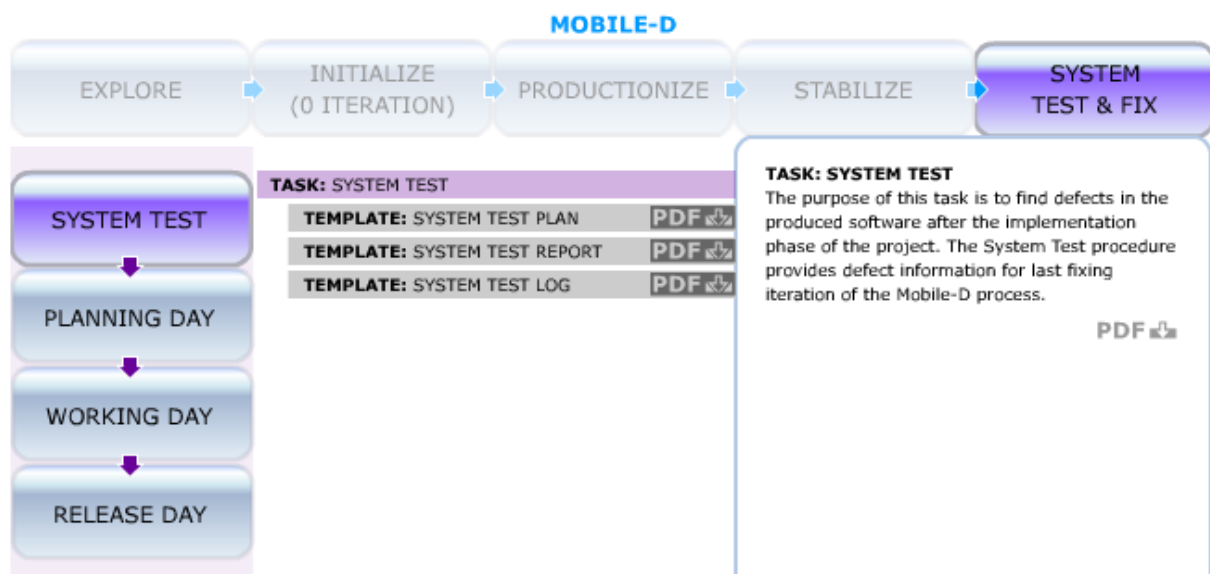 MOBILE-D
EXPLORE
INITIALIZE
(0 ITERATION)
PRODUCTIONIZE
STABILIZE
SYSTEM
TEST & FIX
SYSTEM TEST
PLANNING DAY
WORKING DAY
RELEASE DAY
TASK: SYSTEM TEST
TEMPLATE: SYSTEM TEST PLAN PDF
TEMPLATE: SYSTEM TEST REPORT PDF
TEMPLATE: SYSTEM TEST LOG PDF
TASK: SYSTEM TEST
The purpose of this task is to find defects in the
produced software after the implementation
phase of the project. The System Test procedure
provides defect information for last fixing
iteration of the Mobile-D process.
PDF